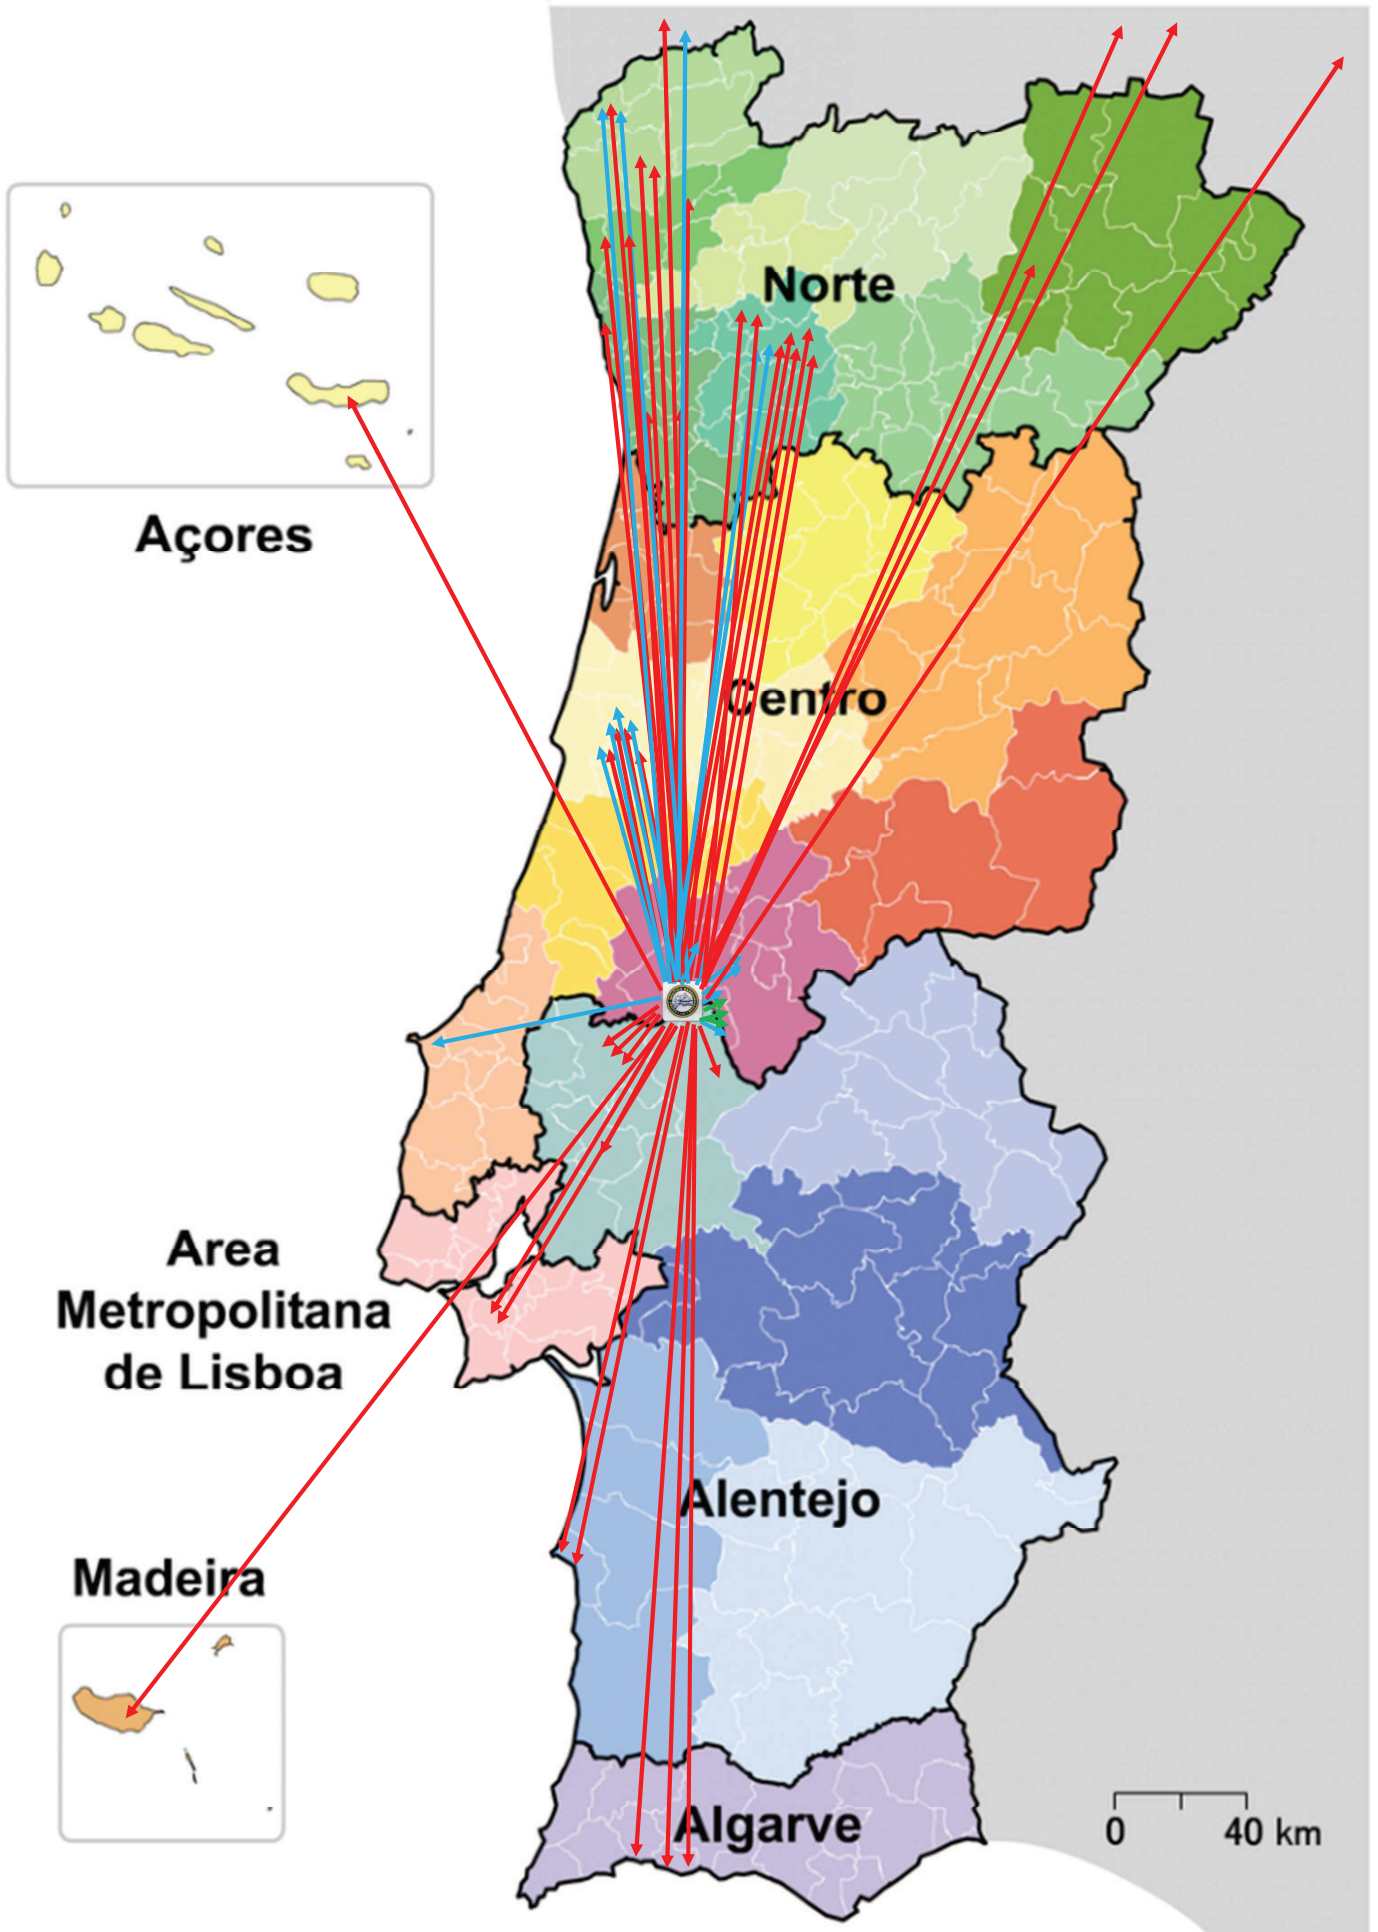 Norte
Açores
Centro
Area
Metropolitana
de Lisboa
Alentejo
Madeira
Algarve
0 40 km